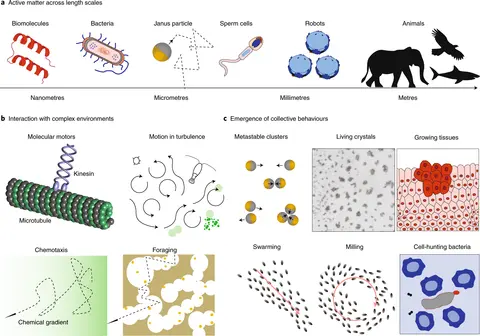 a Active matter across length scales
Biomolecules Bacteria Janus particle Sperm cells Robots Animals
Nanometres Micrometres Millimetres Metres
b Interaction with complex environments
Molecular motors Motion in turbulence
Kinesin
Microtubule
Chemotaxis Foraging
Chemical gradient
c Emergence of collective behaviours
Metastable clusters Living crystals Growing tissues
Swarming Milling Cell-hunting bacteria